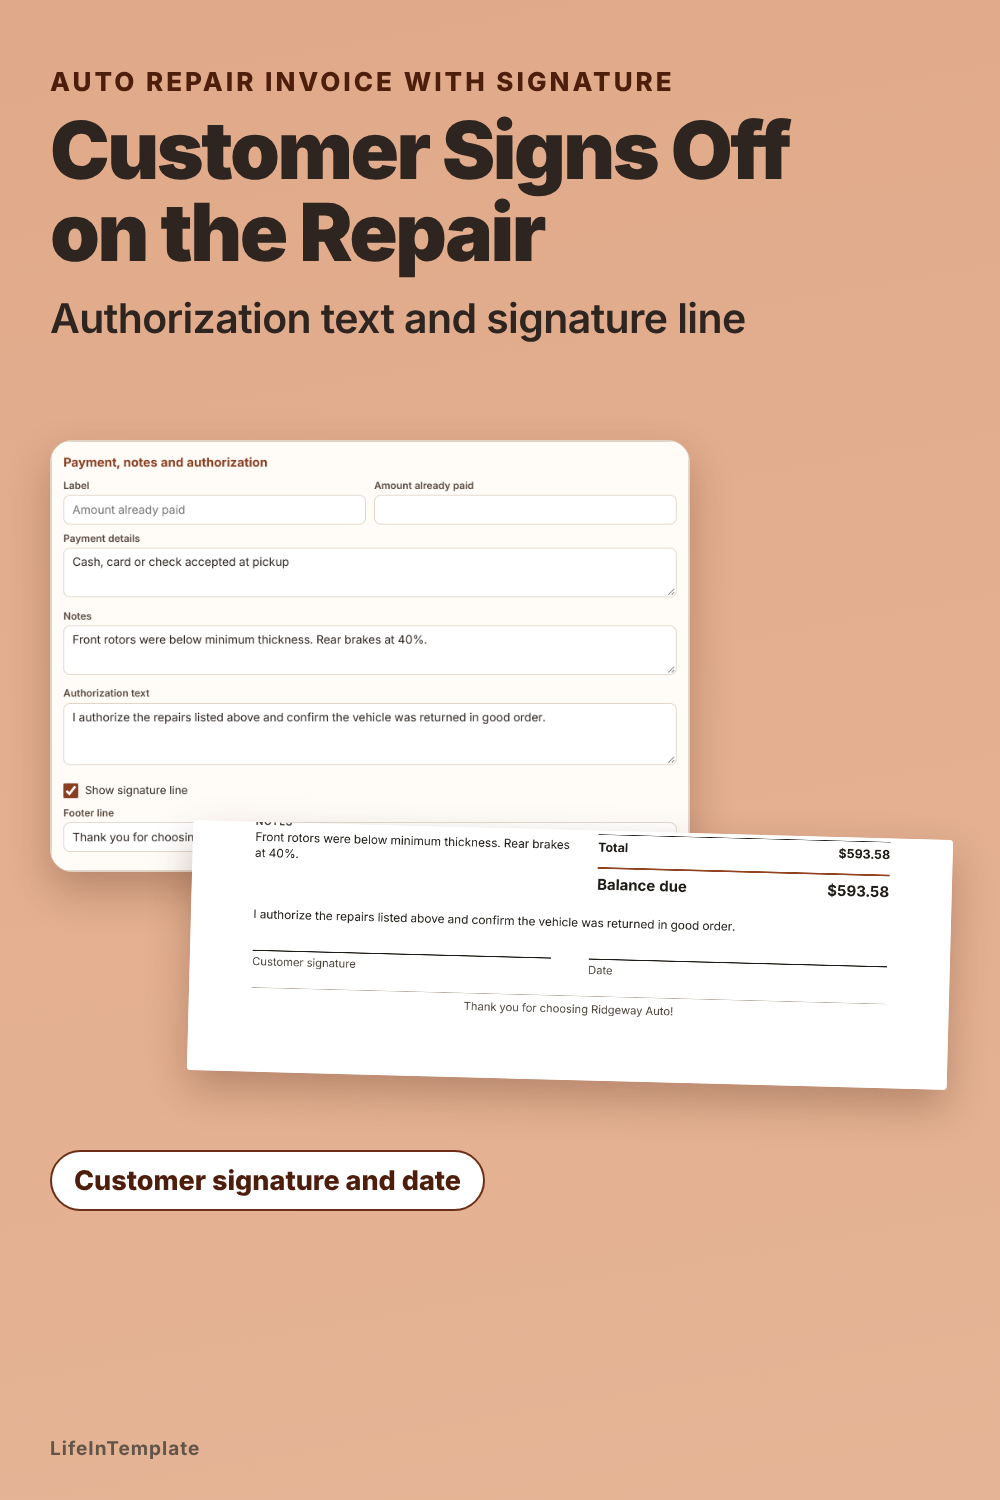 AUTO REPAIR INVOICE WITH SIGNATURE
Customer Signs Off
on the Repair
Authorization text and signature line
Payment, notes and authorization
Label
Amount already paid
Amount already paid
Payment details
Cash, card or check accepted at pickup
Notes
Front rotors were below minimum thickness. Rear brakes at 40%.
Authorization text
I authorize the repairs listed above and confirm the vehicle was returned in good order.
Show signature line
Footer line
Thank you for choosin
NOTES
Front rotors were below minimum thickness. Rear brakes
at 40%.
Total $593.58
Balance due $593.58
I authorize the repairs listed above and confirm the vehicle was returned in good order.
Customer signature
Date
Thank you for choosing Ridgeway Auto!
Customer signature and date
LifeInTemplate